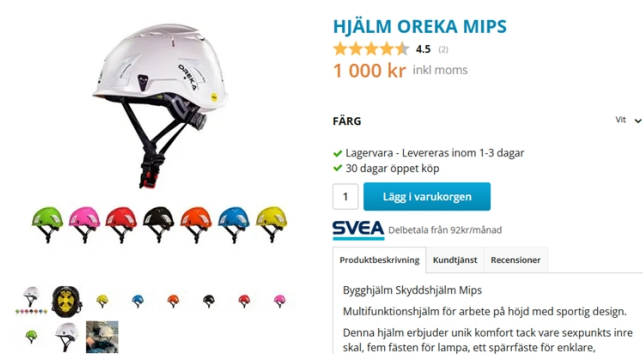 HJÄLM OREKA MIPS
4.5 (2)
1 000 kr inkl moms
FÄRG
Vit
Lagervara - Levereras inom 1-3 dagar
30 dagar öppet köp
1
Lägg i varukorgen
SVEA Delbetala från 92kr/månad
Produktbeskrivning Kundtjänst Recensioner
Bygghjälm Skyddshjälm Mips
Multifunktionshjälm för arbete på höjd med sportig design.
Denna hjälm erbjuder unik komfort tack vare sexpunkts inre
skal, fem fästen för lampa, ett spärrfäste för enklare,
OREKA